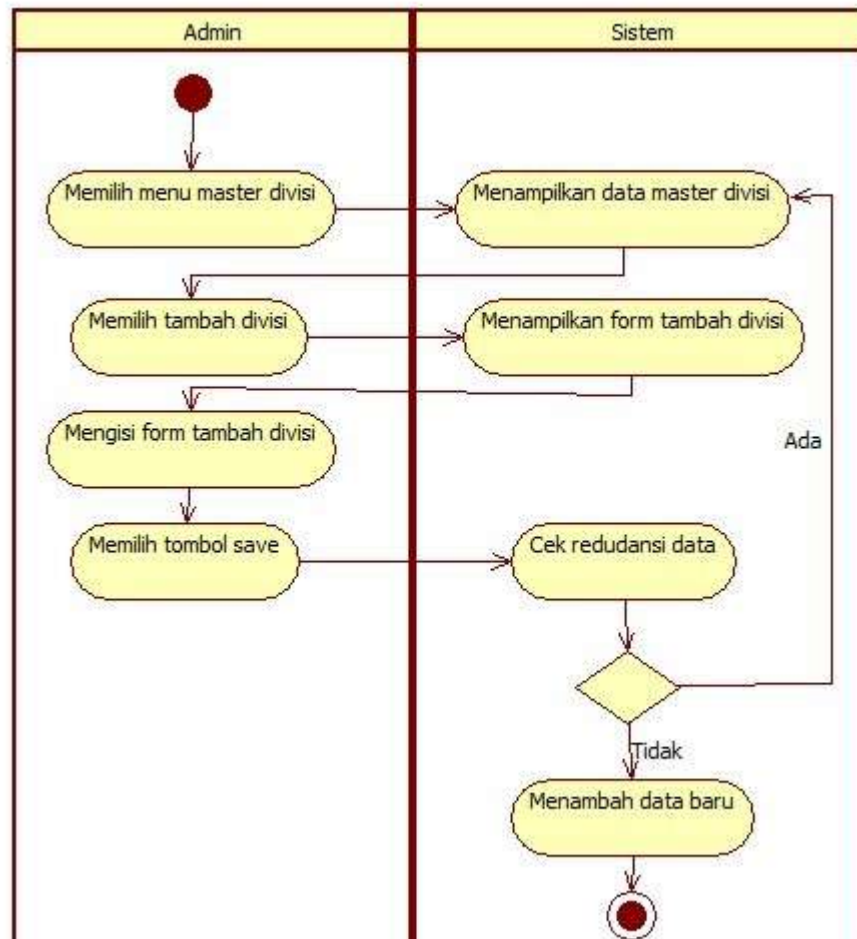 Admin
Sistem
Memilih menu master divisi
Menampilkan data master divisi
Memilih tambah divisi
Menampilkan form tambah divisi
Mengisi form tambah divisi
Ada
Memilih tombol save
Cek redudansi data
Tidak
Menambah data baru